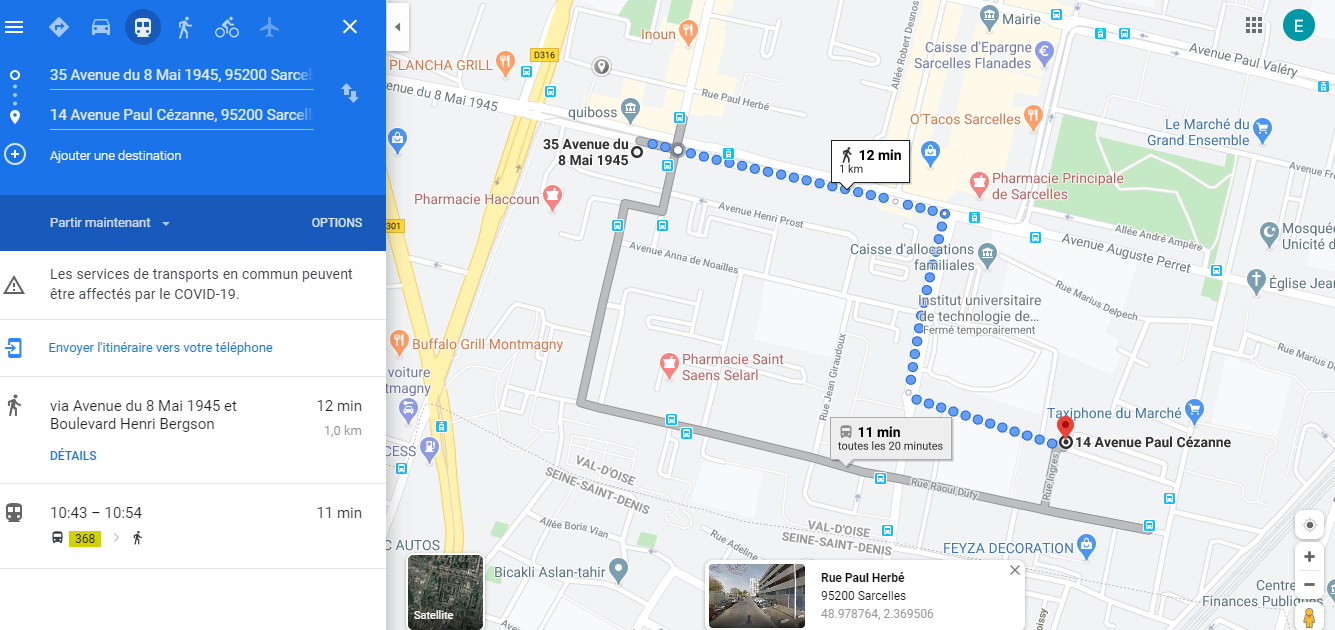 35 Avenue du 8 Mai 1945, 95200 Sarcel
14 Avenue Paul Cézanne, 95200 Sarcell
Ajouter une destination
Partir maintenant
OPTIONS
Les services de transports en commun peuvent
être affectés par le COVID-19.
Envoyer l'itinéraire vers votre téléphone
via Avenue du 8 Mai 1945 et
Boulevard Henri Bergson
12 min
1,0 km
DÉTAILS
10:43 – 10:54
11 min
368
E
Mairie
Inoun
D316
PLANCHA GRILL
Caisse d'Epargne
Sarcelles Flanades
Allée Robert Desnos
Avenue Paul Valéry
enue du 8 Mai 1945
Rue Paul Herbé
quiboss
O'Tacos Sarcelles
Le Marché du
Grand Ensemble
35 Avenue du
8 Mai 1945
12 min
1 km
Avenue Fre
Pharmacie Haccoun
Pharmacie Principale
de Sarcelles
Avenue Henri Prost
301
Allée André Ampère
Mosquée
Unicité d
Avenue Auguste Perret
Avenue Anna de Noailles
Caisse d'allocations
familiales
Église Jean
Rue Marius Delpech
Institut universitaire
de technologie de...
Fermé temporairement
Buffalo Grill Montmagny
Rue Jean Giraudoux
Rue Marius D
Pharmacie Saint
Saens Selarl
voiture
tmagny
Taxiphone du Marché
11 min
toutes les 20 minutes
14 Avenue Paul Cézanne
CESS
VAL-D'OISE
SEINE-SAINT-DENIS
Rue Ingres
Rue Raoul Dufy
Allée Boris Vian
VAL-D'OISE
SEINE-SAINT-DENIS
C AUTOS
Rue Adeline
FEYZA DECORATION
Bicakli Aslan-tahir
Satellite
Rue Paul Herbé
95200 Sarcelles
48.978764, 2.369506
Centre
Finances Publiques